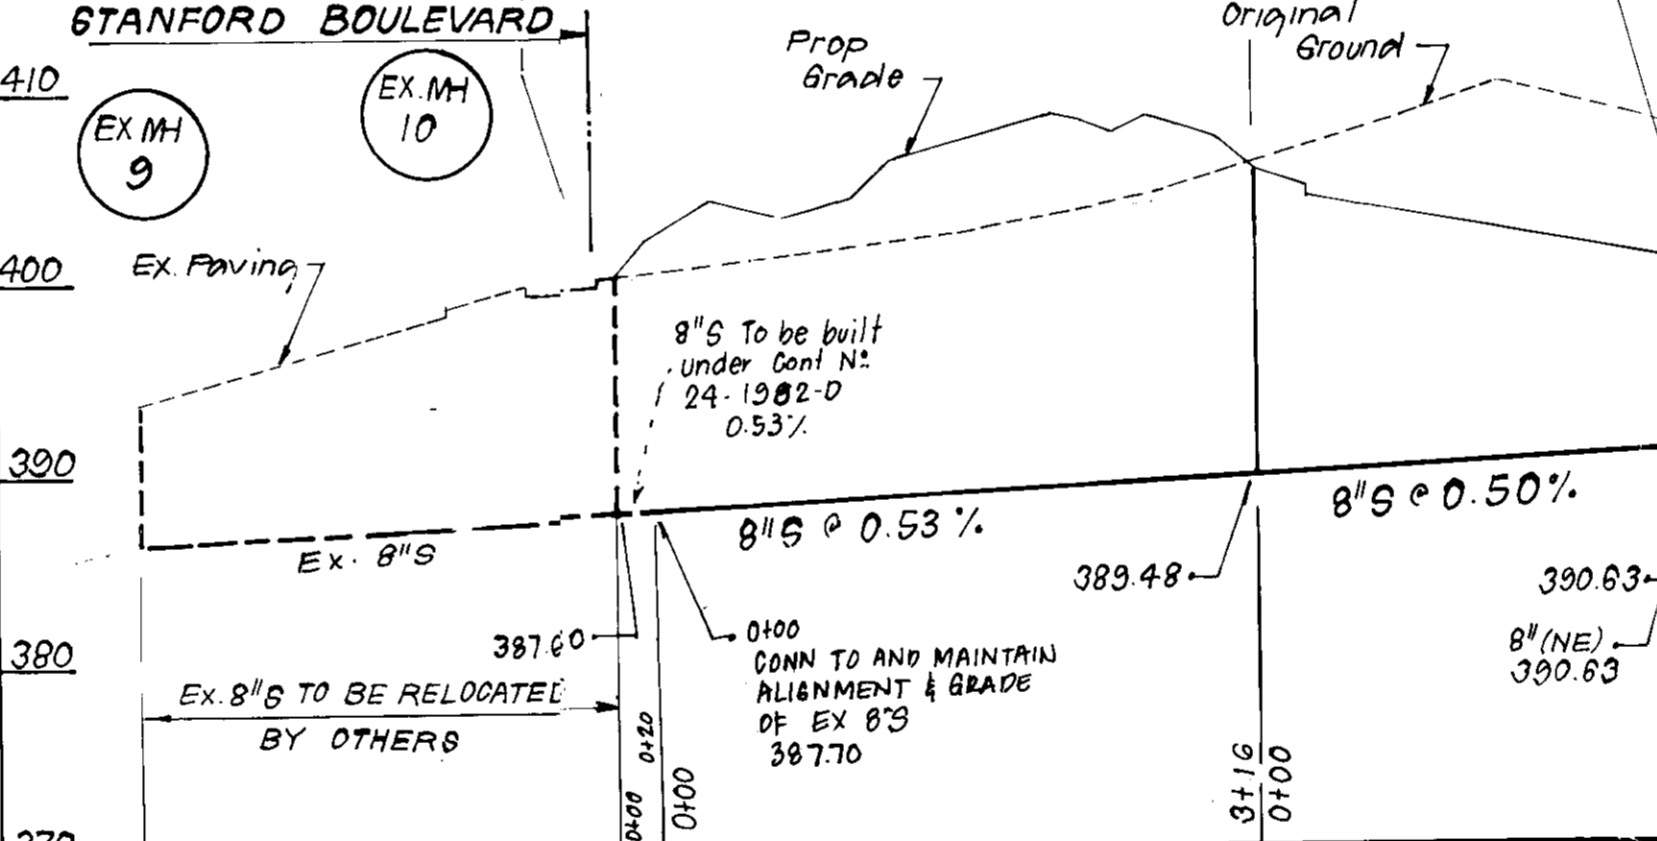 STANFORD BOULEVARD
410
EX MH
9
EX. MH
10
Prop
Grade
Original
Ground
400
Ex. Paving
8"S To be built
under Cont Nº
24-1982-D
0.53%
390
8"S @ 0.53%
8"S @ 0.50%
Ex. 8"S
389.48
390.63
387.60
0+00
CONN TO AND MAINTAIN
ALIGNMENT & GRADE
OF EX 8"S
387.70
8"(NE)
390.63
380
EX. 8"S TO BE RELOCATED
BY OTHERS
0+00
0+20
0+00
3+16
0+00
370